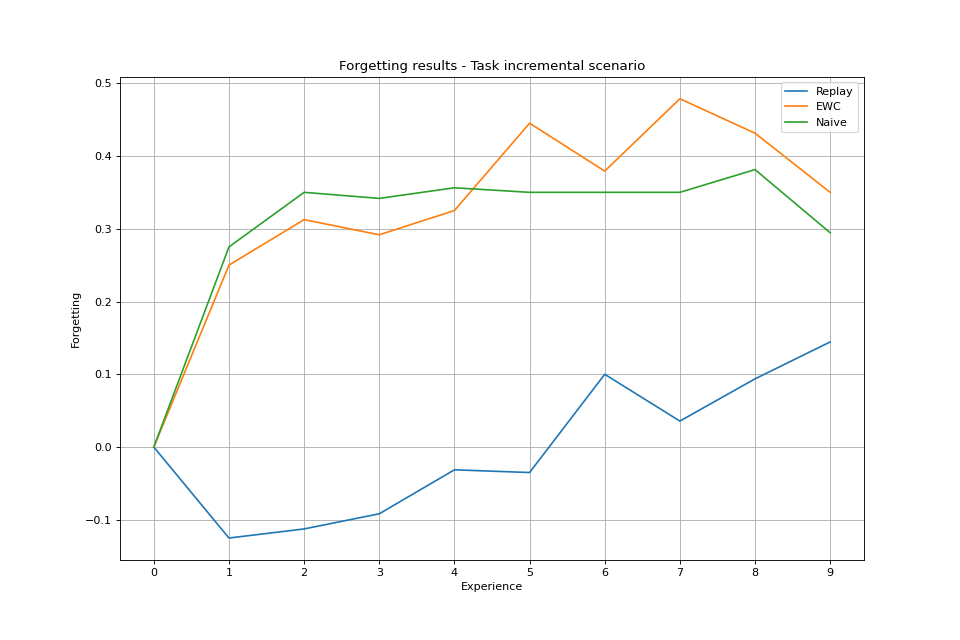 Forgetting results - Task incremental scenario
Replay
EWC
Naive
0.5
0.4
0.3
0.2
0.1
0.0
−0.1
Forgetting
0 1 2 3 4 5 6 7 8 9
Experience